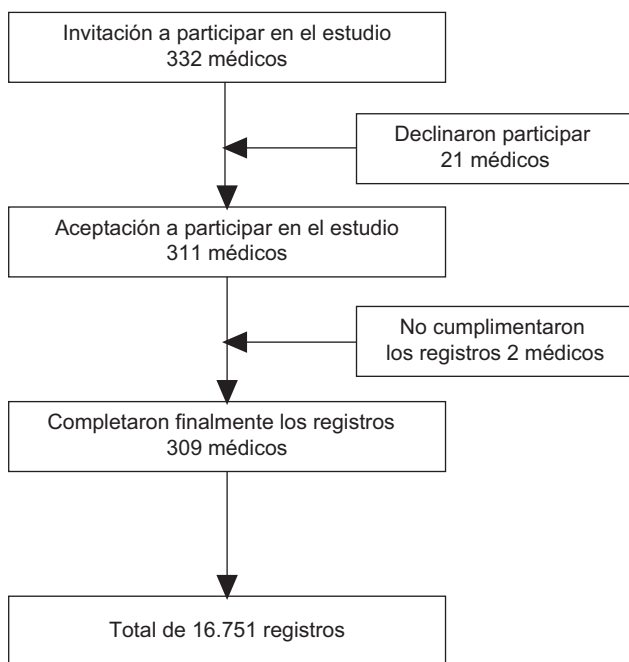 Invitación a participar en el estudio
332 médicos
Declinaron participar
21 médicos
Aceptación a participar en el estudio
311 médicos
No cumplimentaron
los registros 2 médicos
Completaron finalmente los registros
309 médicos
Total de 16.751 registros